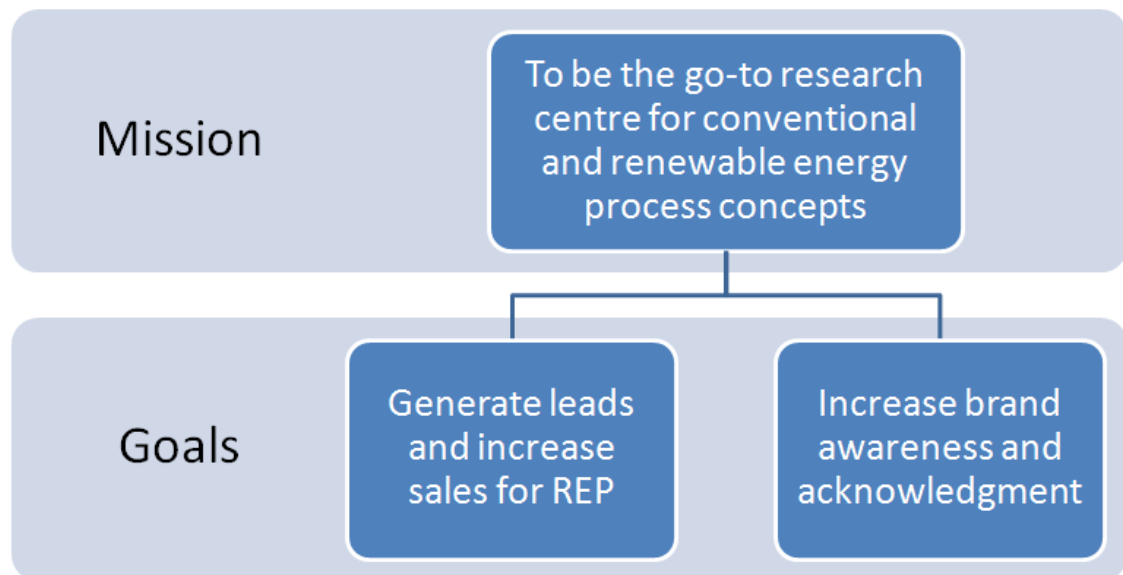 Mission
To be the go-to research
centre for conventional
and renewable energy
process concepts
Goals
Generate leads
and increase
sales for REP
Increase brand
awareness and
acknowledgment